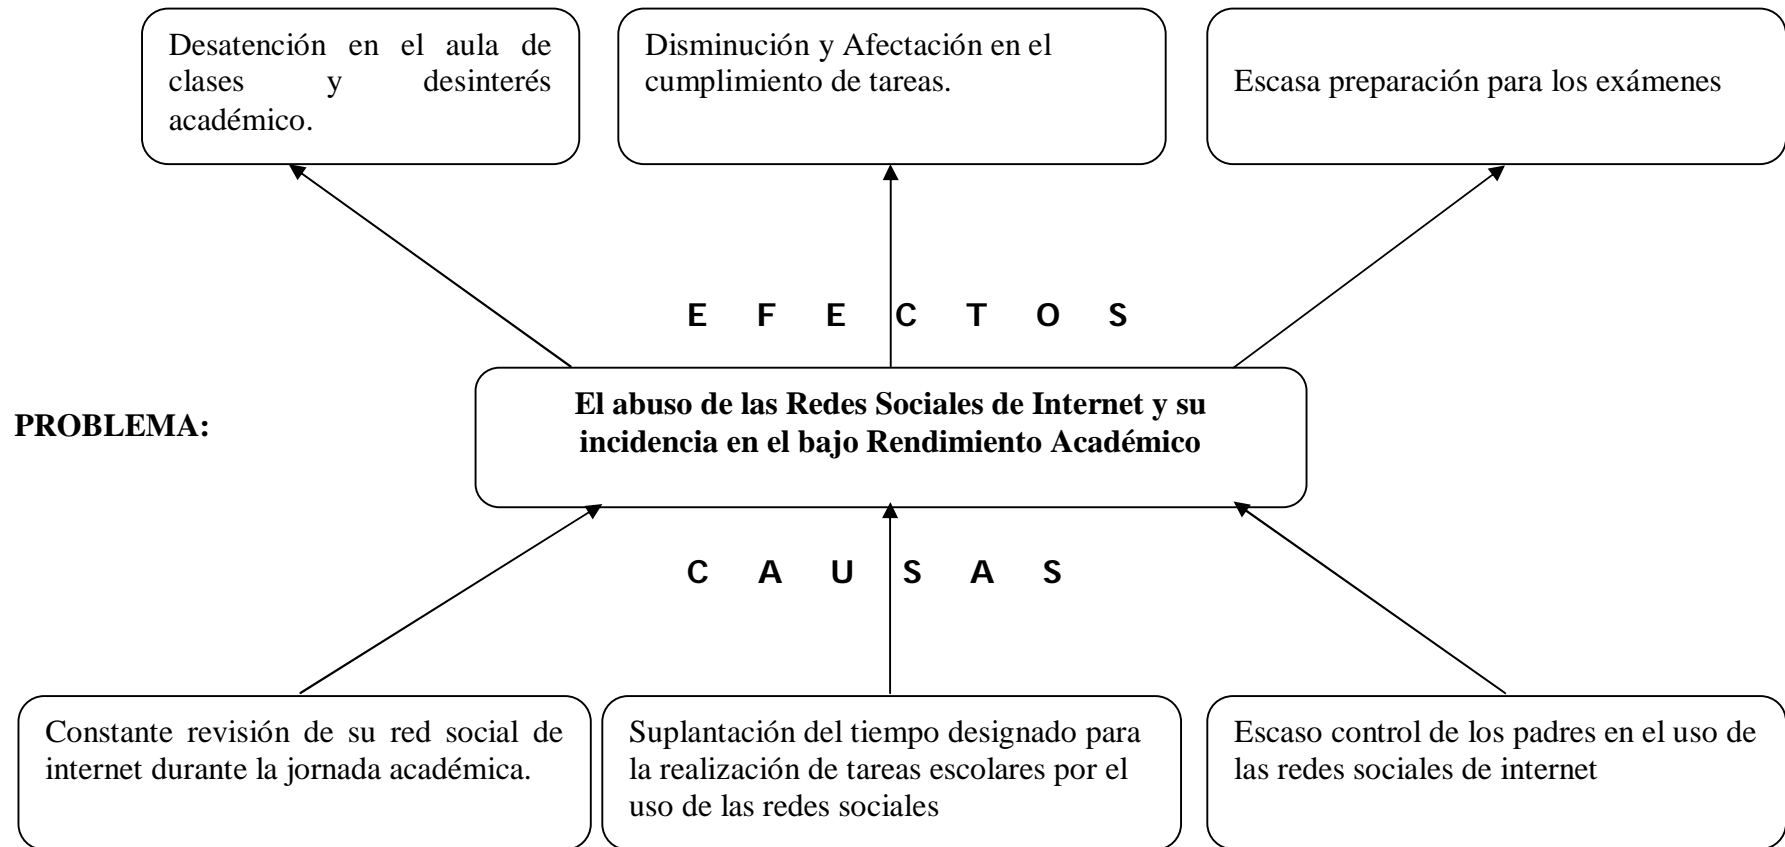 Desatención en el aula de
clases y desinterés
académico.
Disminución y Afectación en el
cumplimiento de tareas.
Escasa preparación para los exámenes
E F E C T O S
PROBLEMA:
El abuso de las Redes Sociales de Internet y su
incidencia en el bajo Rendimiento Académico
C A U S A S
Constante revisión de su red social de
internet durante la jornada académica.
Suplantación del tiempo designado para
la realización de tareas escolares por el
uso de las redes sociales
Escaso control de los padres en el uso de
las redes sociales de internet